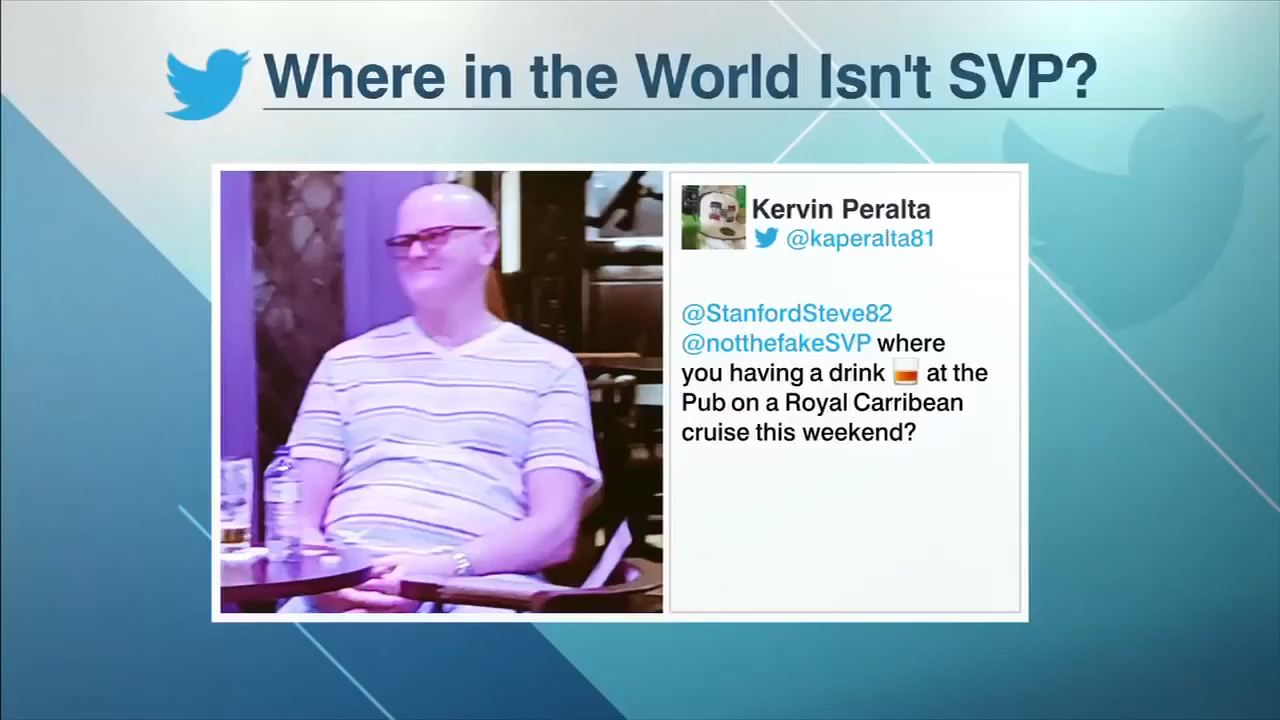 Where in the World Isn't SVP?
Kervin Peralta
@kaperalta81
@StanfordSteve82
@notthefakeSVP where
you having a drink 🥃 at the
Pub on a Royal Carribean
cruise this weekend?